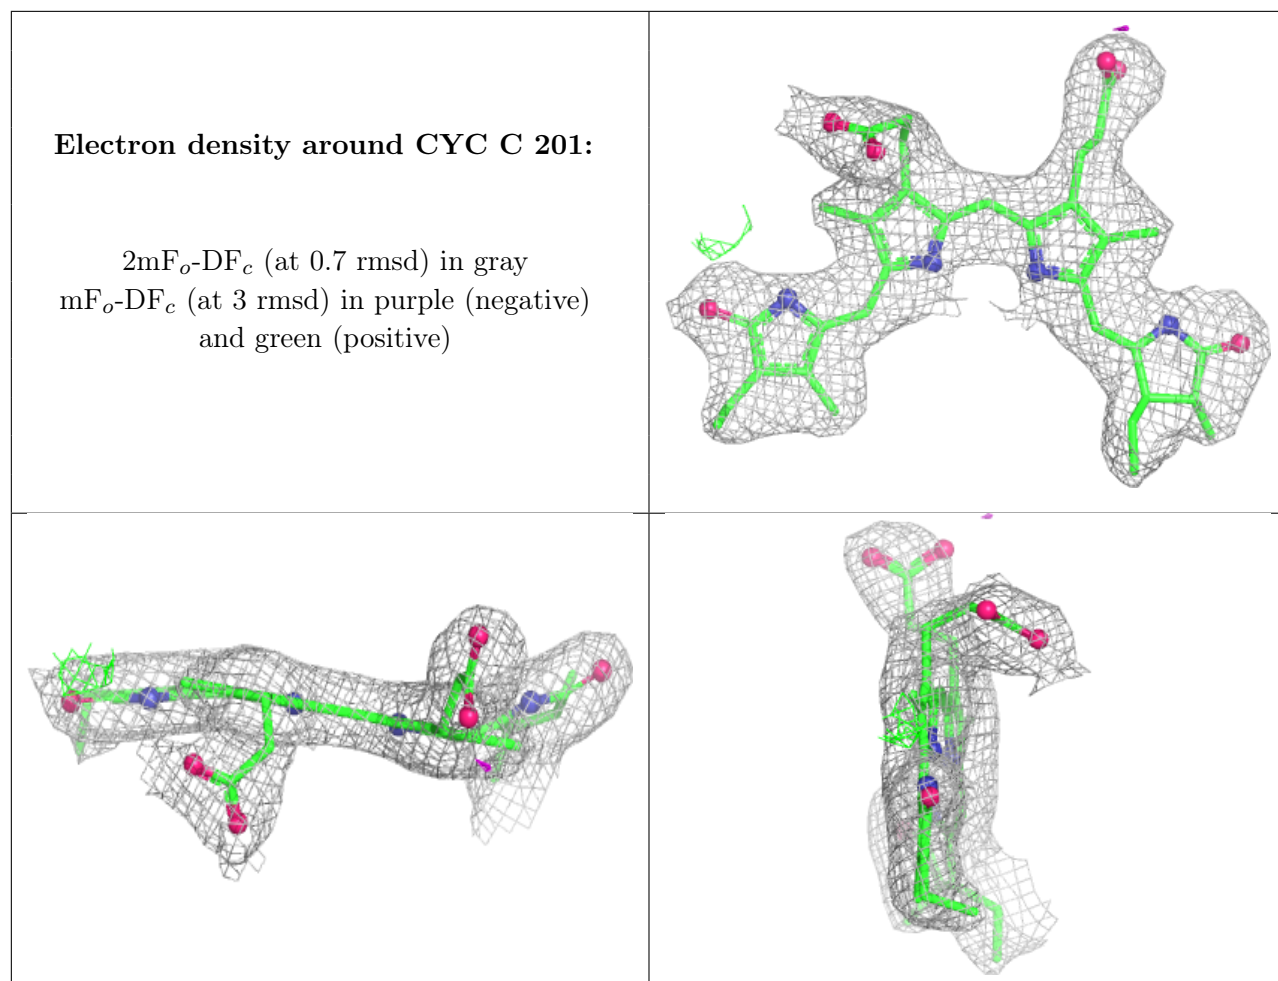 Electron density around CYC C 201:
2mFo-DFc (at 0.7 rmsd) in gray
mFo-DFc (at 3 rmsd) in purple (negative)
and green (positive)